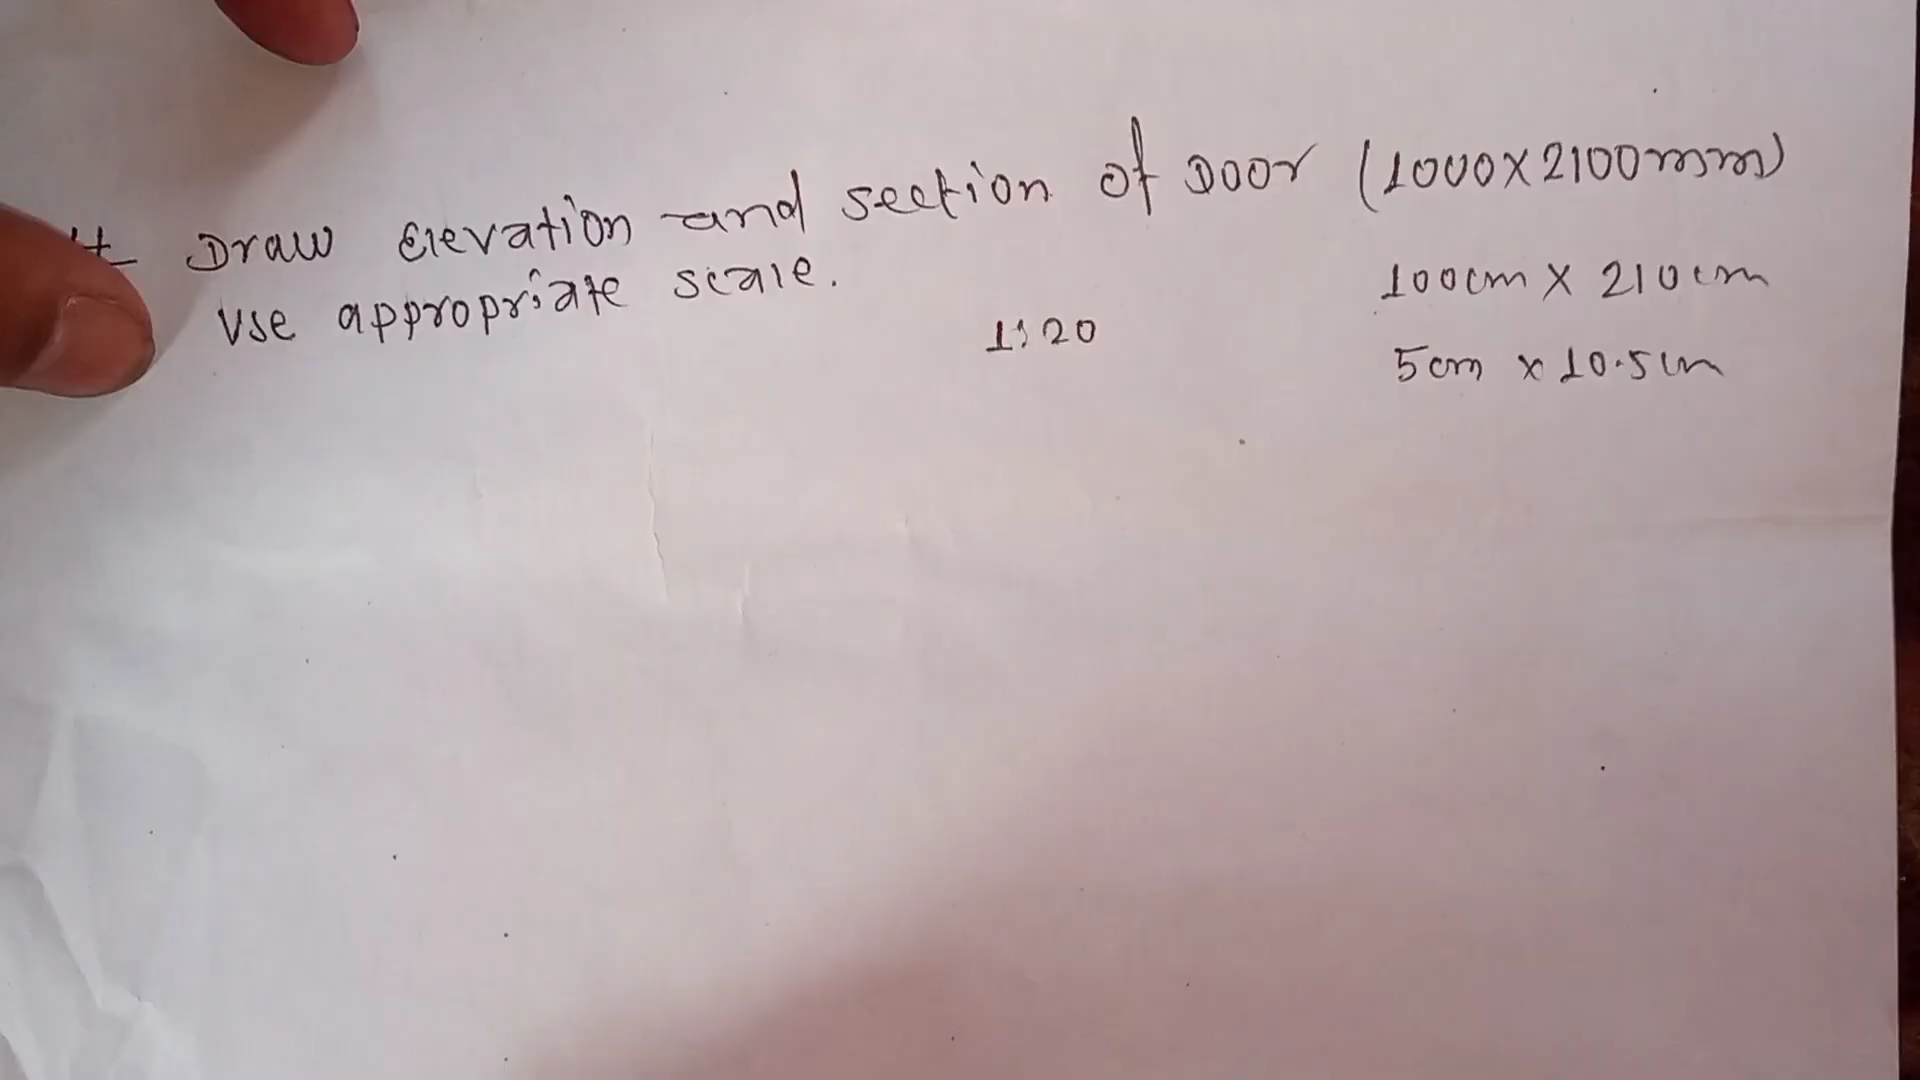 # Draw Elevation and section of Door (1000x2100mm)
Use appropriate scale.
1:20
100cm X 210cm
5cm x 10.5cm